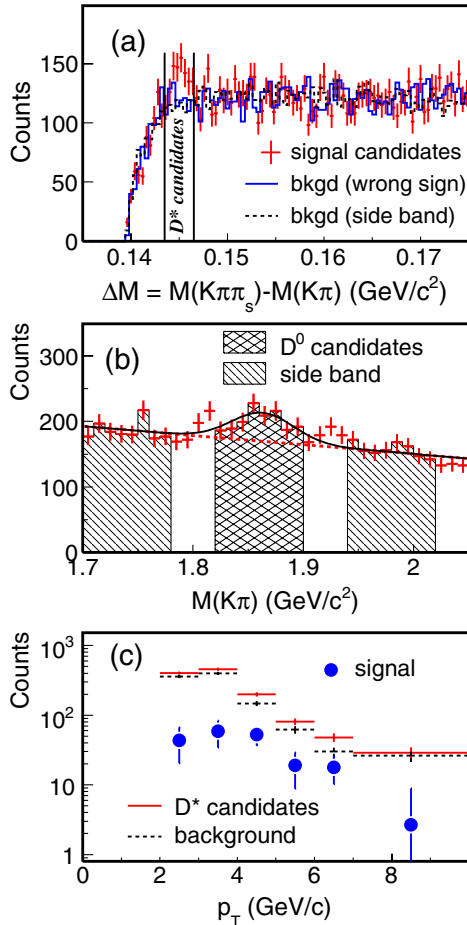 (a)
Counts
150
100
50
0
D* candidates
signal candidates
bkgd (wrong sign)
bkgd (side band)
0.14 0.15 0.16 0.17
ΔM = M(Kππ_s)-M(Kπ) (GeV/c²)
(b)
Counts
300
200
100
0
D⁰ candidates
side band
1.7 1.8 1.9 2
M(Kπ) (GeV/c²)
(c)
Counts
10³
10²
10
1
signal
D* candidates
background
0 2 4 6 8
p_T (GeV/c)